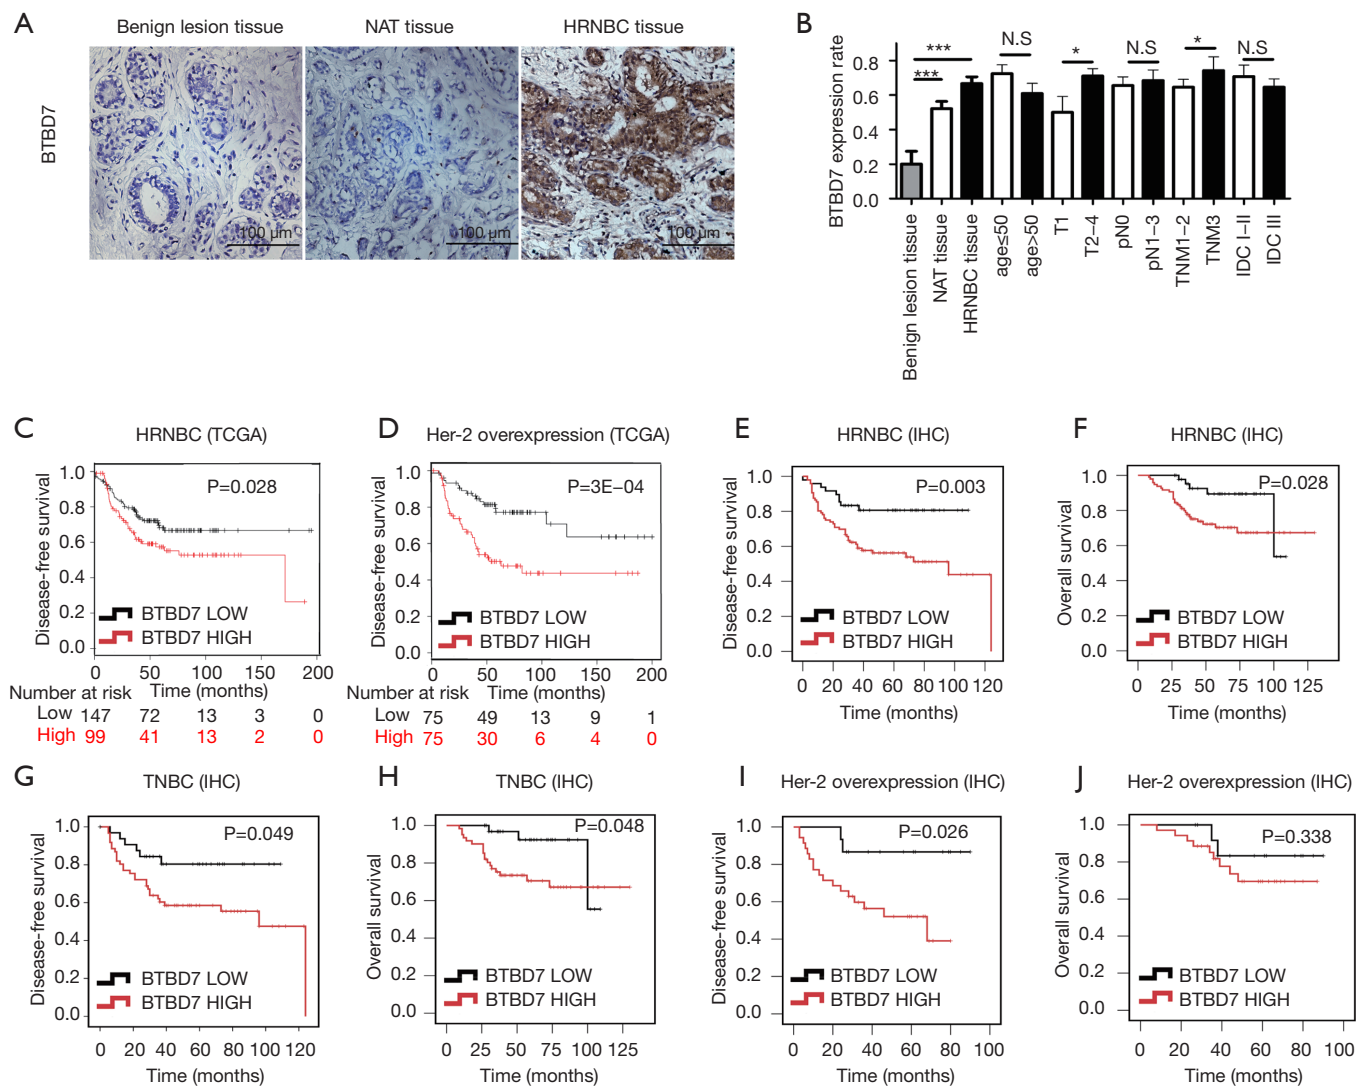 A
Benign lesion tissue
NAT tissue
HRNBC tissue
BTBD7
100 μm
100 μm
100 μm
B
BTBD7 expression rate
0.8
0.6
0.4
0.2
0.0
***
***
N.S
*
N.S
*
N.S
Benign lesion tissue
NAT tissue
HRNBC tissue
age≤50
age>50
T1
T2–4
pN0
pN1–3
TNM1–2
TNM3
IDC I–II
IDC III
C
HRNBC (TCGA)
P=0.028
Disease-free survival
1.0
0.8
0.6
0.4
0.2
0.0
BTBD7 LOW
BTBD7 HIGH
0 50 100 150 200
Number at risk Time (months)
Low 147 72 13 3 0
High 99 41 13 2 0
D
Her-2 overexpression (TCGA)
P=3E–04
Disease-free survival
1.0
0.8
0.6
0.4
0.2
0.0
BTBD7 LOW
BTBD7 HIGH
0 50 100 150 200
Number at risk Time (months)
Low 75 49 13 9 1
High 75 30 6 4 0
E
HRNBC (IHC)
P=0.003
Disease-free survival
1.0
0.8
0.6
0.4
0.2
0.0
BTBD7 LOW
BTBD7 HIGH
0 20 40 60 80 100 120
Time (months)
F
HRNBC (IHC)
P=0.028
Overall survival
1.0
0.8
0.6
0.4
0.2
0.0
BTBD7 LOW
BTBD7 HIGH
0 25 50 75 100 125
Time (months)
G
TNBC (IHC)
P=0.049
Disease-free survival
1.0
0.8
0.6
0.4
0.2
0.0
BTBD7 LOW
BTBD7 HIGH
0 20 40 60 80 100 120
Time (months)
H
TNBC (IHC)
P=0.048
Overall survival
1.0
0.8
0.6
0.4
0.2
0.0
BTBD7 LOW
BTBD7 HIGH
0 25 50 75 100 125
Time (months)
I
Her-2 overexpression (IHC)
P=0.026
Disease-free survival
1.0
0.8
0.6
0.4
0.2
0.0
BTBD7 LOW
BTBD7 HIGH
0 20 40 60 80 100
Time (months)
J
Her-2 overexpression (IHC)
P=0.338
Overall survival
1.0
0.8
0.6
0.4
0.2
0.0
BTBD7 LOW
BTBD7 HIGH
0 20 40 60 80 100
Time (months)